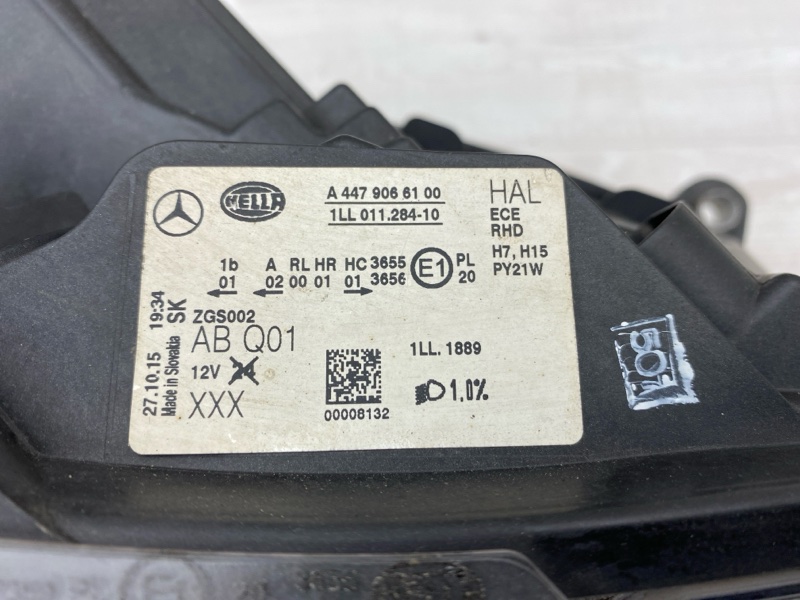 HELLA
A 447 906 61 00
1LL 011.284-10
HAL
ECE
RHD
H7, H15
PY21W
1b A RL HR HC 3655 E1 PL
01 02 00 01 01 3656 20
ZGS002
AB Q01
12V 24
XXX
27.10.15 19:34
Made in Slovakia SK
00008132
1LL. 1889
1.0%